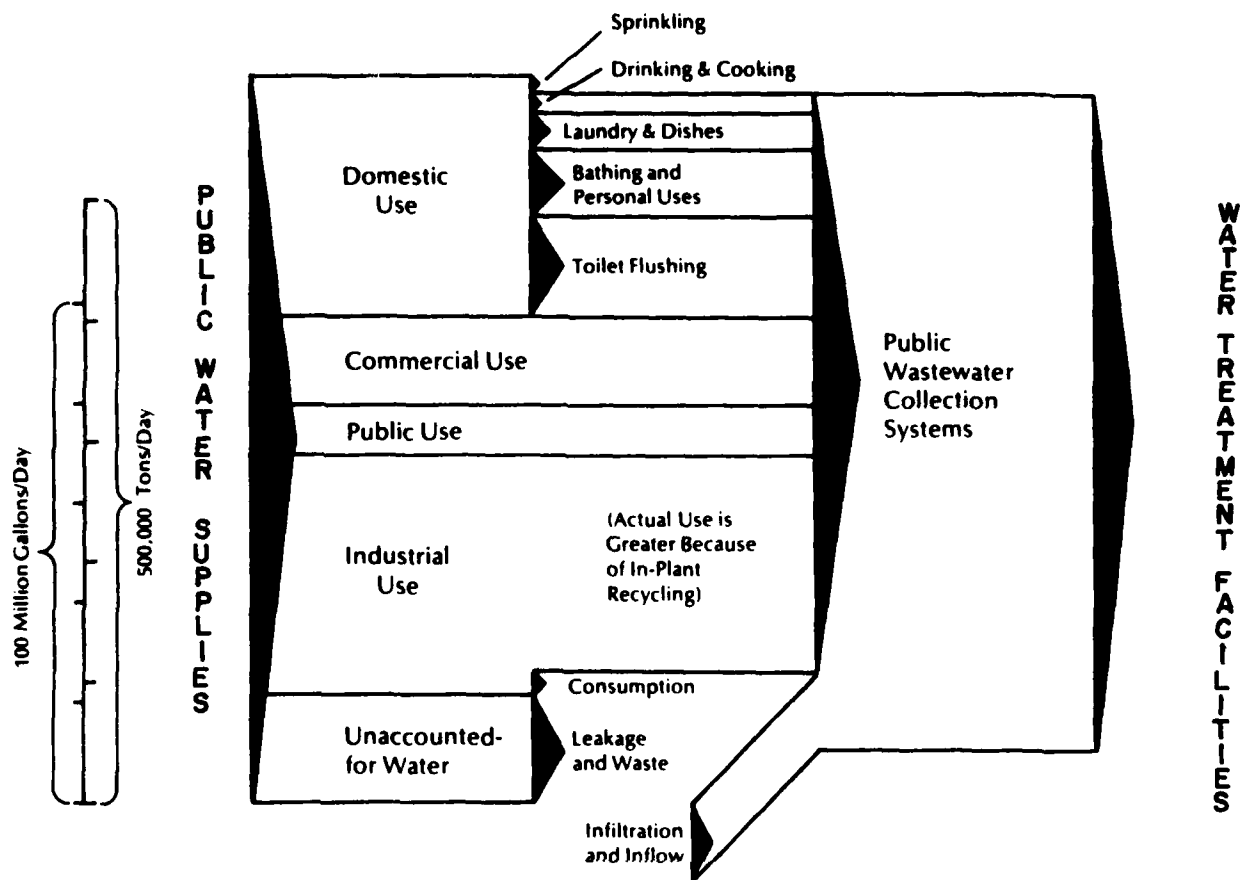 Sprinkling
Drinking & Cooking
Laundry & Dishes
Bathing and
Personal Uses
Toilet Flushing
Domestic
Use
Commercial Use
Public Use
Industrial
Use
(Actual Use is
Greater Because
of In-Plant
Recycling)
Consumption
Unaccounted-
for Water
Leakage
and Waste
Infiltration
and Inflow
Public
Wastewater
Collection
Systems
100 Million Gallons/Day
500,000 Tons/Day
PUBLIC WATER SUPPLIES
WATER TREATMENT FACILITIES